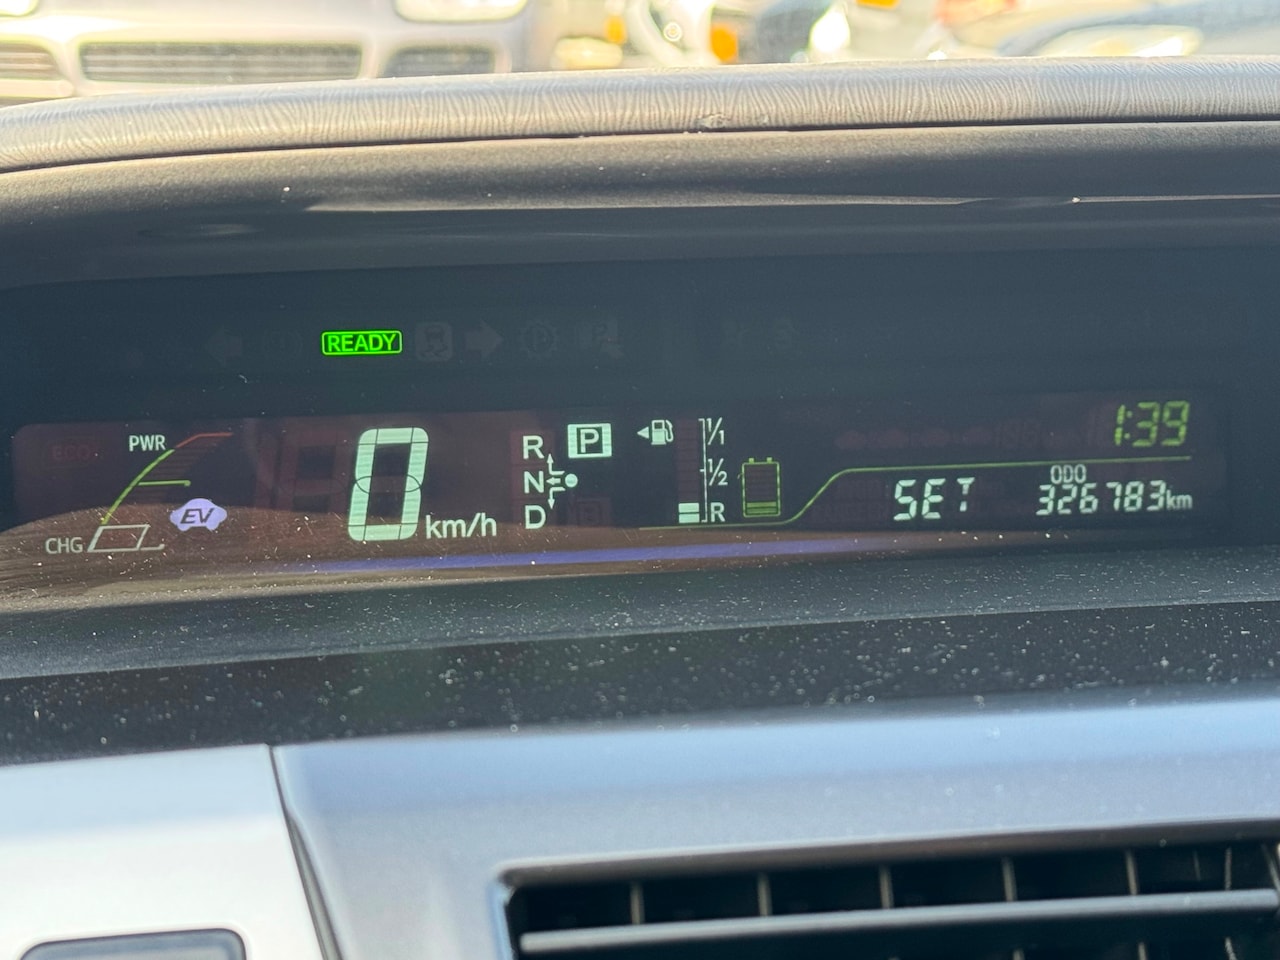 READY
1:39
PWR
R P 1/1
ODO
EV
0 km/h
N 1/2
SET 326783km
CHG
D R